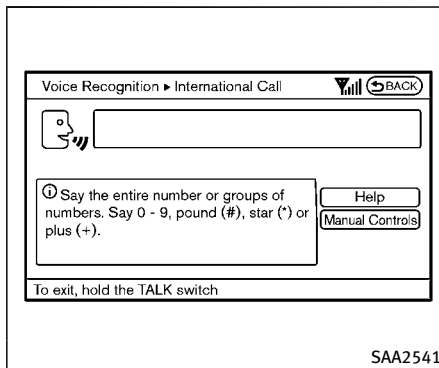 Voice Recognition ▸ International Call
BACK
ⓘ Say the entire number or groups of
numbers. Say 0 - 9, pound (#), star (*) or
plus (+).
Help
Manual Controls
To exit, hold the TALK switch
SAA2541